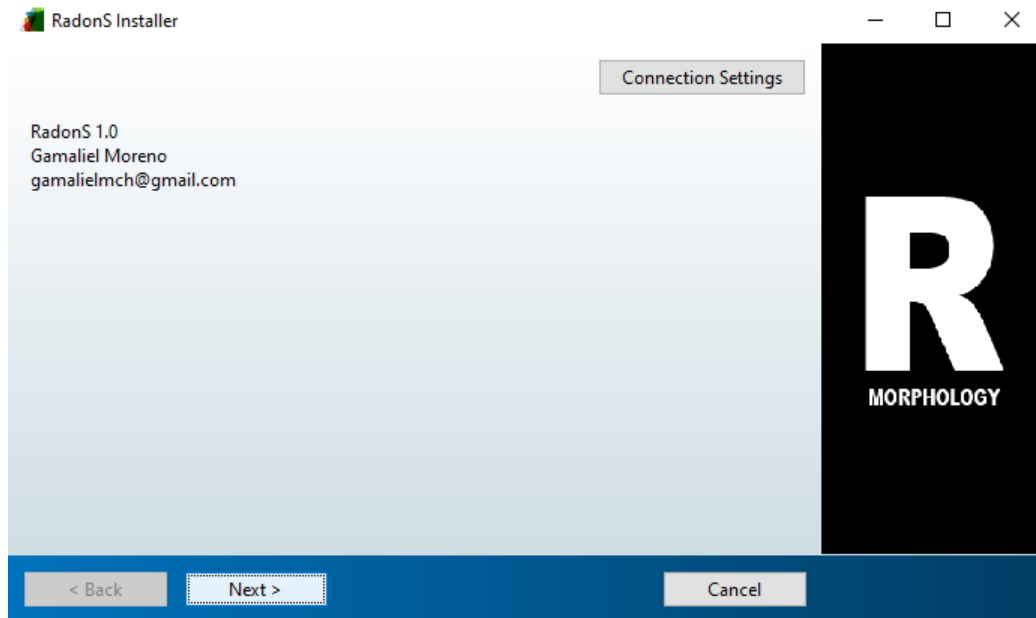 RadonS Installer
Connection Settings
RadonS 1.0
Gamaliel Moreno
gamalielmch@gmail.com
R
MORPHOLOGY
< Back
Next >
Cancel